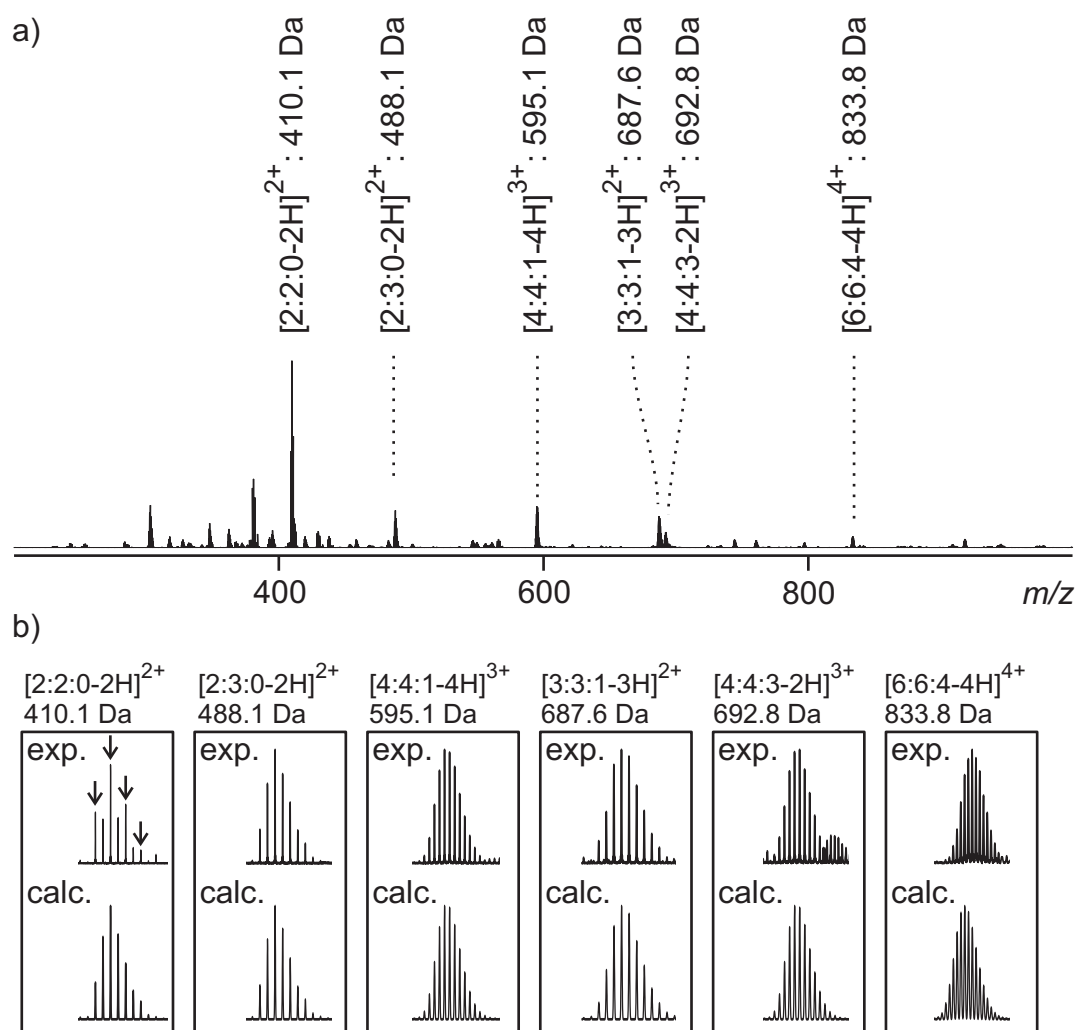 a)
[2:2:0-2H]²⁺: 410.1 Da
[2:3:0-2H]²⁺: 488.1 Da
[4:4:1-4H]³⁺: 595.1 Da
[3:3:1-3H]²⁺: 687.6 Da
[4:4:3-2H]³⁺: 692.8 Da
[6:6:4-4H]⁴⁺: 833.8 Da
400 600 800 m/z
b)
[2:2:0-2H]²⁺ [2:3:0-2H]²⁺ [4:4:1-4H]³⁺ [3:3:1-3H]²⁺ [4:4:3-2H]³⁺ [6:6:4-4H]⁴⁺
410.1 Da 488.1 Da 595.1 Da 687.6 Da 692.8 Da 833.8 Da
exp. exp. exp. exp. exp. exp.
calc. calc. calc. calc. calc. calc.